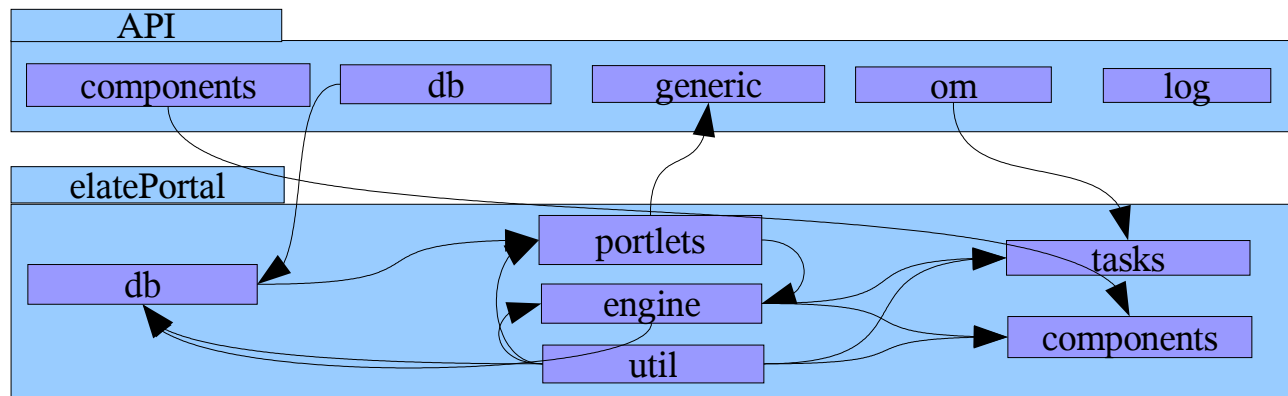 API
components
db
generic
om
log
elatePortal
portlets
tasks
db
engine
components
util